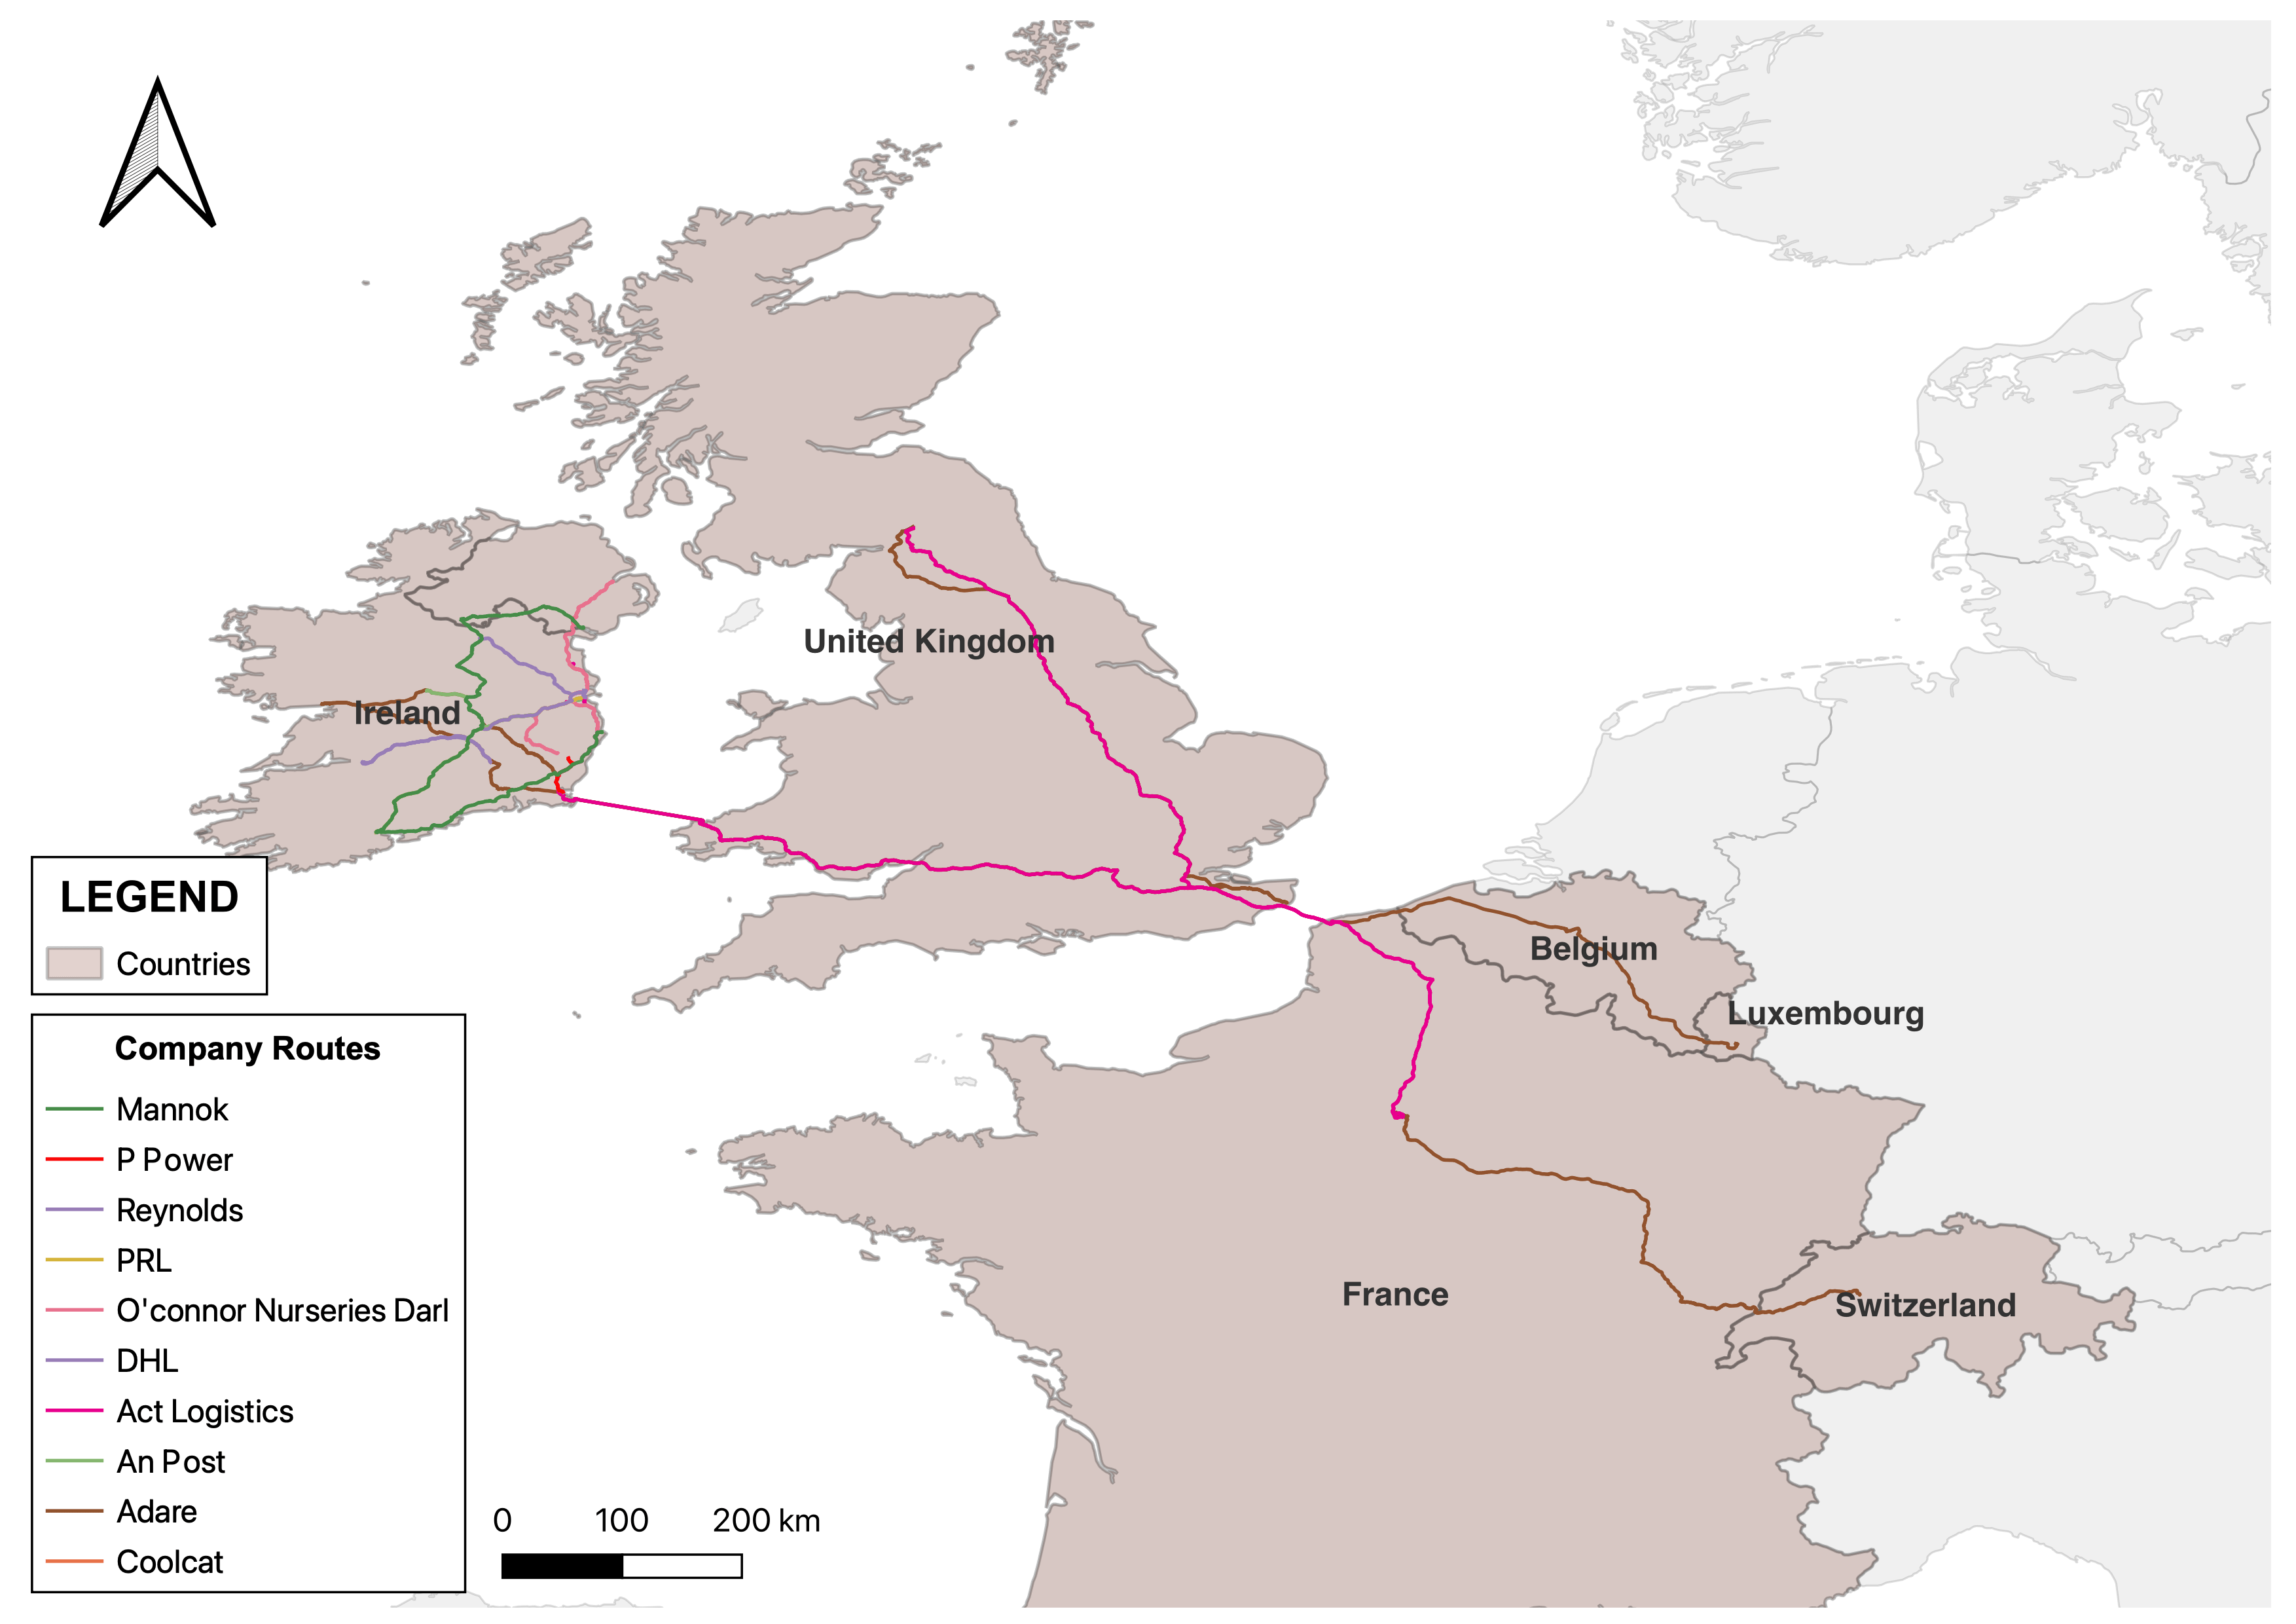 United Kingdom
Ireland
Belgium
Luxembourg
France
Switzerland
LEGEND
Countries
Company Routes
Mannok
P Power
Reynolds
PRL
O'connor Nurseries Darl
DHL
Act Logistics
An Post
Adare
Coolcat
0 100 200 km